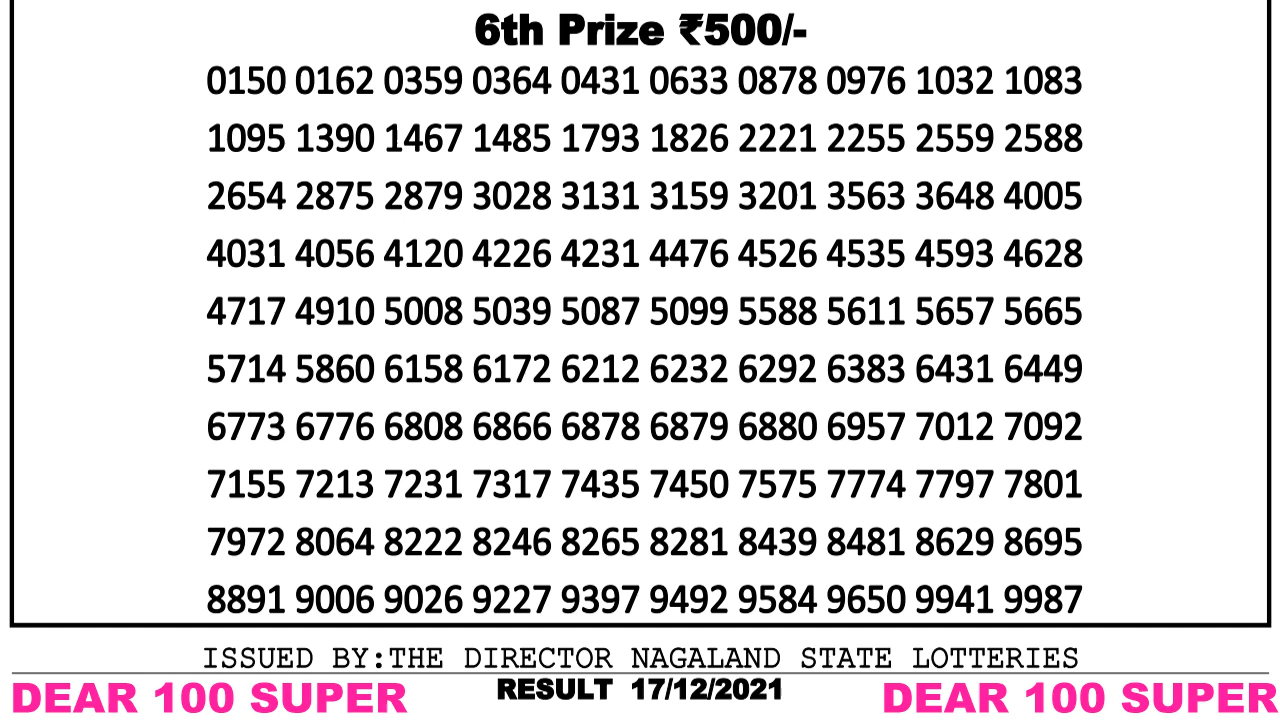 6th Prize ₹500/-
0150 0162 0359 0364 0431 0633 0878 0976 1032 1083
1095 1390 1467 1485 1793 1826 2221 2255 2559 2588
2654 2875 2879 3028 3131 3159 3201 3563 3648 4005
4031 4056 4120 4226 4231 4476 4526 4535 4593 4628
4717 4910 5008 5039 5087 5099 5588 5611 5657 5665
5714 5860 6158 6172 6212 6232 6292 6383 6431 6449
6773 6776 6808 6866 6878 6879 6880 6957 7012 7092
7155 7213 7231 7317 7435 7450 7575 7774 7797 7801
7972 8064 8222 8246 8265 8281 8439 8481 8629 8695
8891 9006 9026 9227 9397 9492 9584 9650 9941 9987
ISSUED BY:THE DIRECTOR NAGALAND STATE LOTTERIES
DEAR 100 SUPER RESULT 17/12/2021 DEAR 100 SUPER